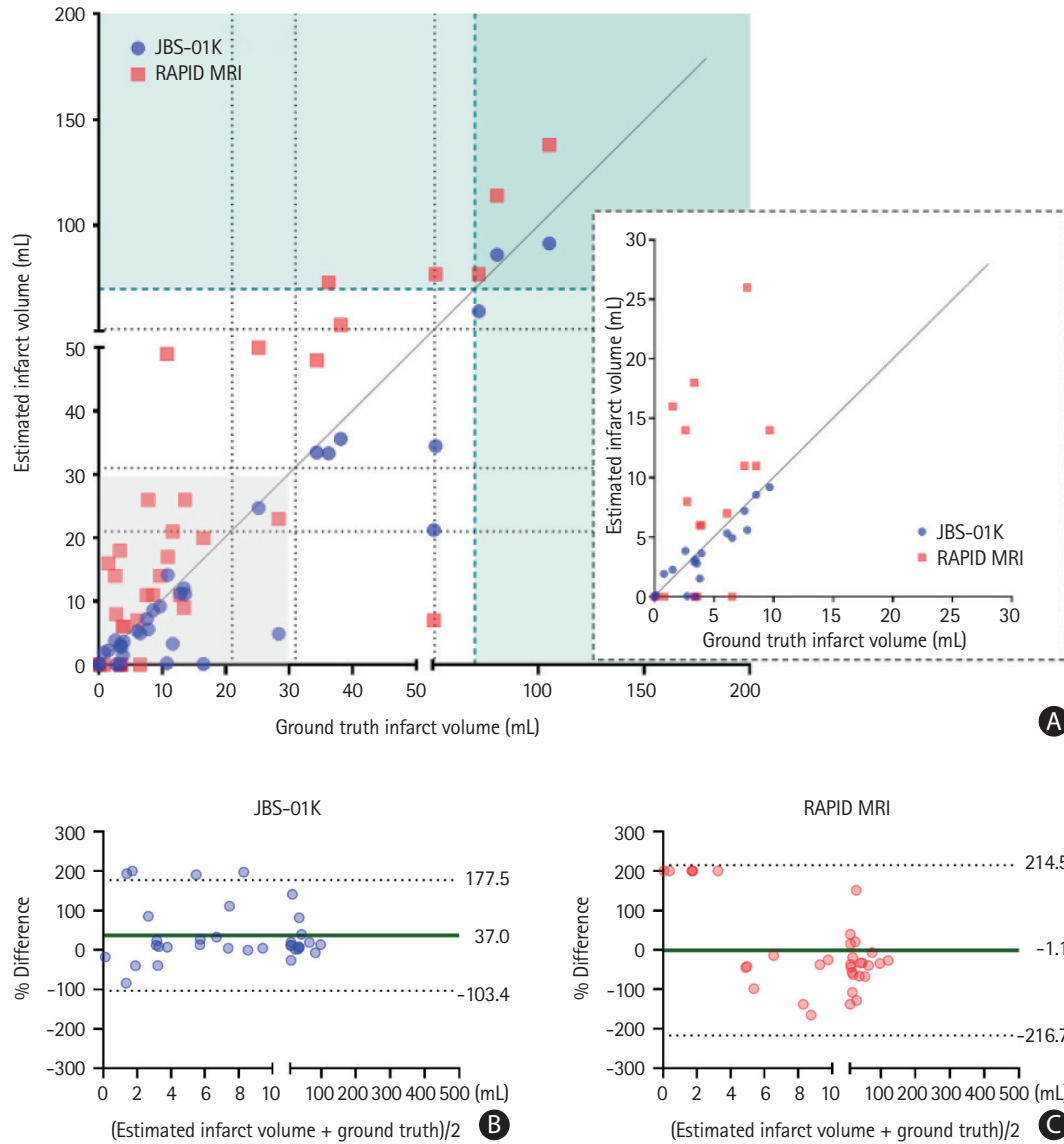 200
JBS-01K
RAPID MRI
150
100
50
40
30
20
10
0
Estimated infarct volume (mL)
0 10 20 30 40 50 100 150 200
Ground truth infarct volume (mL)
30
25
20
15
10
5
0
Estimated infarct volume (mL)
JBS-01K
RAPID MRI
0 5 10 15 20 25 30
Ground truth infarct volume (mL)
A
JBS-01K
300
200
100
0
-100
-200
-300
% Difference
177.5
37.0
-103.4
0 2 4 6 8 10 100 200 300 400 500 (mL)
(Estimated infarct volume + ground truth)/2
B
RAPID MRI
300
200
100
0
-100
-200
-300
% Difference
214.5
-1.1
-216.7
0 2 4 6 8 10 100 200 300 400 500 (mL)
(Estimated infarct volume + ground truth)/2
C